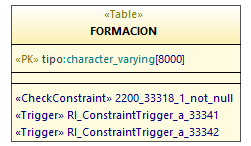 «Table»
FORMACION
«PK» tipo:character_varying[8000]
«CheckConstraint» 2200_33318_1_not_null
«Trigger» RI_ConstraintTrigger_a_33341
«Trigger» RI_ConstraintTrigger_a_33342